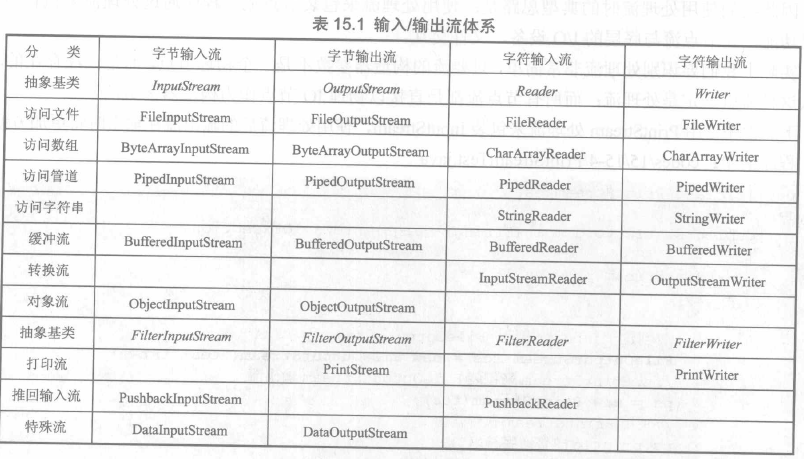 表 15.1 输入/输出流体系
分 类 字节输入流 字节输出流 字符输入流 字符输出流
抽象基类 InputStream OutputStream Reader Writer
访问文件 FileInputStream FileOutputStream FileReader FileWriter
访问数组 ByteArrayInputStream ByteArrayOutputStream CharArrayReader CharArrayWriter
访问管道 PipedInputStream PipedOutputStream PipedReader PipedWriter
访问字符串 StringReader StringWriter
缓冲流 BufferedInputStream BufferedOutputStream BufferedReader BufferedWriter
转换流 InputStreamReader OutputStreamWriter
对象流 ObjectInputStream ObjectOutputStream
抽象基类 FilterInputStream FilterOutputStream FilterReader FilterWriter
打印流 PrintStream PrintWriter
推回输入流 PushbackInputStream PushbackReader
特殊流 DataInputStream DataOutputStream